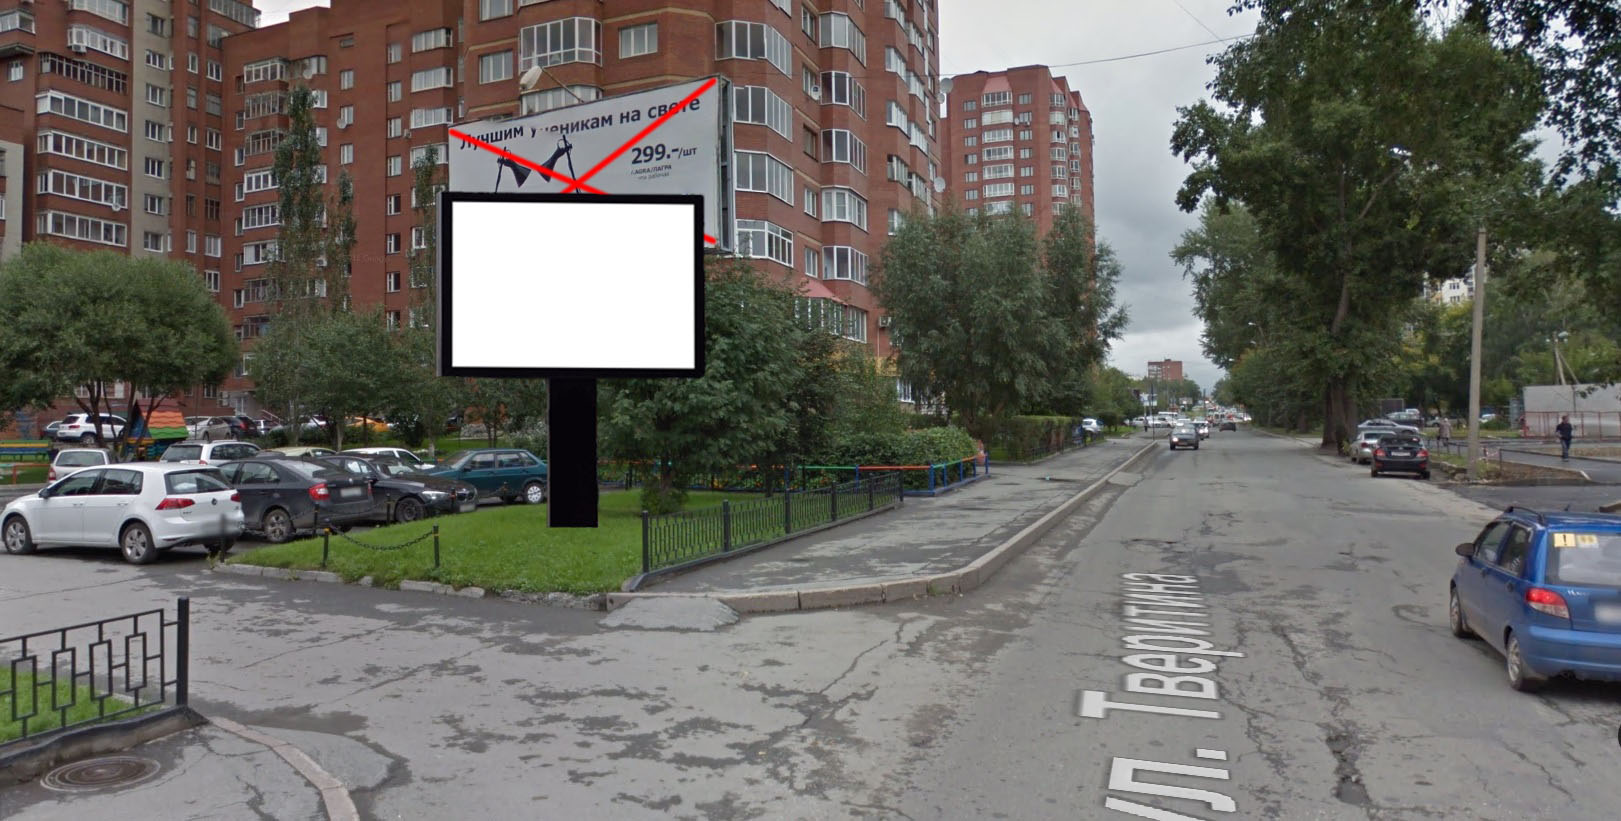 Лучшим ученикам на свете
299.-/шт
УЛ. Тверитина